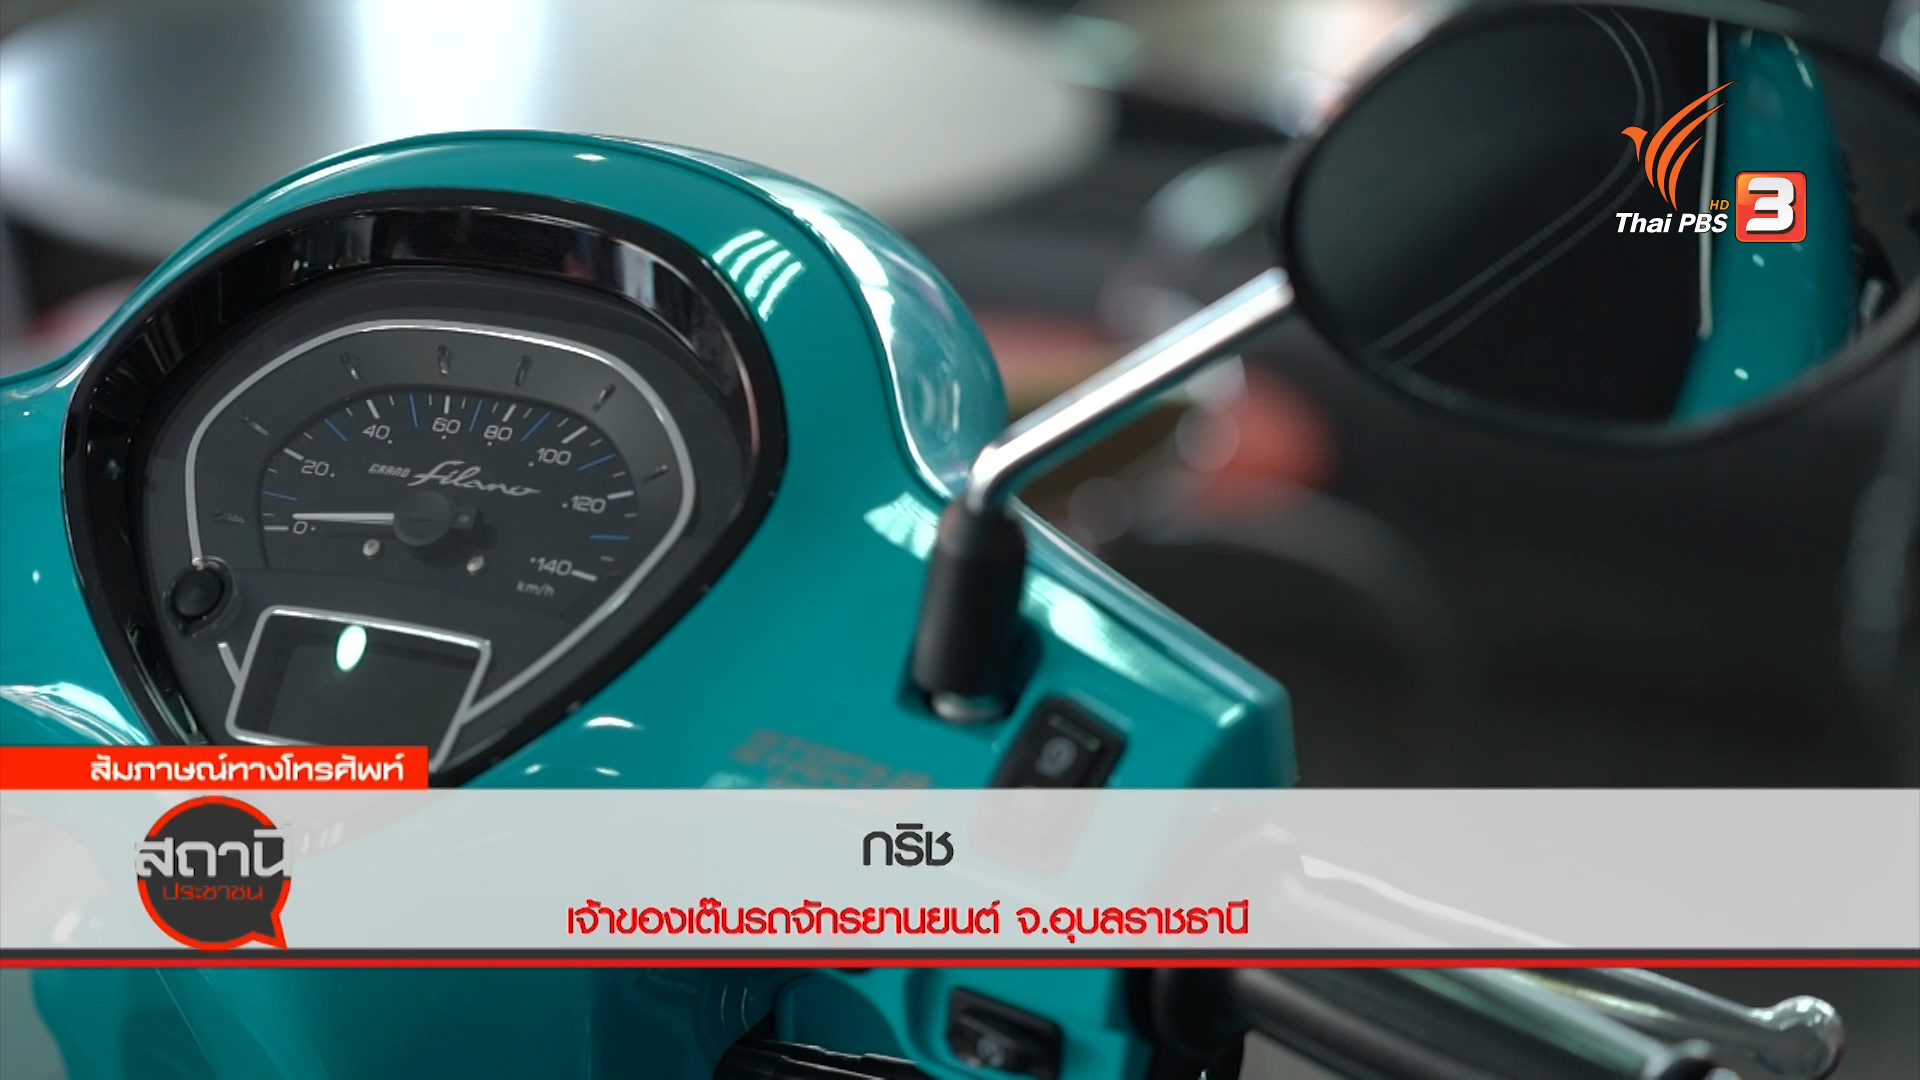 Thai PBS HD 3
40 60 80
20 100
GRAND Filano
0 120
140
km/h
สัมภาษณ์ทางโทรศัพท์
สถานี
ประชาชน
กริช
เจ้าของเต็นรถจักรยานยนต์ จ.อุบลราชธานี